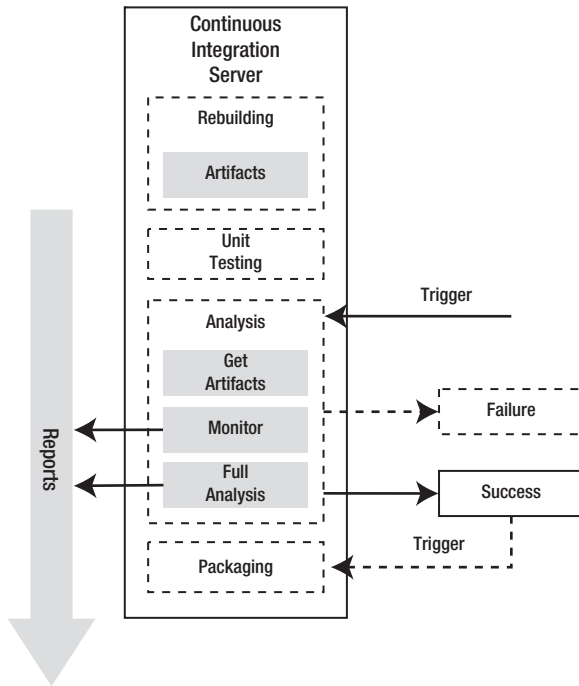 Continuous
Integration
Server
Rebuilding
Artifacts
Unit
Testing
Analysis
Trigger
Get
Artifacts
Failure
Monitor
Reports
Full
Analysis
Success
Trigger
Packaging